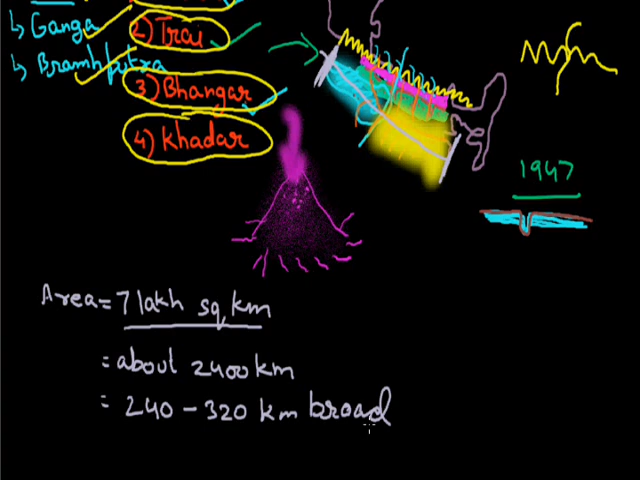 ↳ Ganga
2) Trai
↳ Bramhputra
3) Bhangar
4) Khadar
1947
Area = 7 lakh sq, km
= about 2400 km
= 240 - 320 km broad